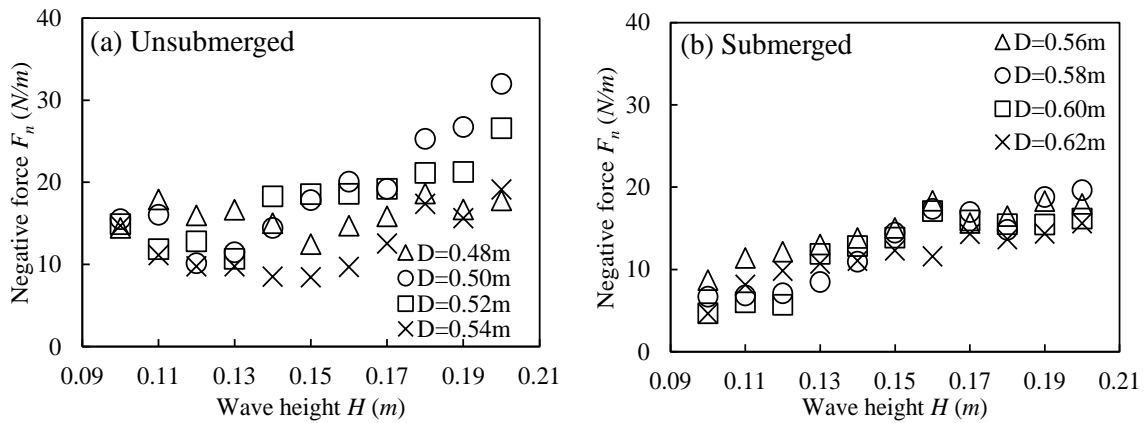 (a) Unsubmerged
Negative force F_n (N/m)
40
30
20
10
0
0.09 0.11 0.13 0.15 0.17 0.19 0.21
Wave height H (m)
D=0.48m
D=0.50m
D=0.52m
D=0.54m
(b) Submerged
Negative force F_n (N/m)
40
30
20
10
0
0.09 0.11 0.13 0.15 0.17 0.19 0.21
Wave height H (m)
D=0.56m
D=0.58m
D=0.60m
D=0.62m